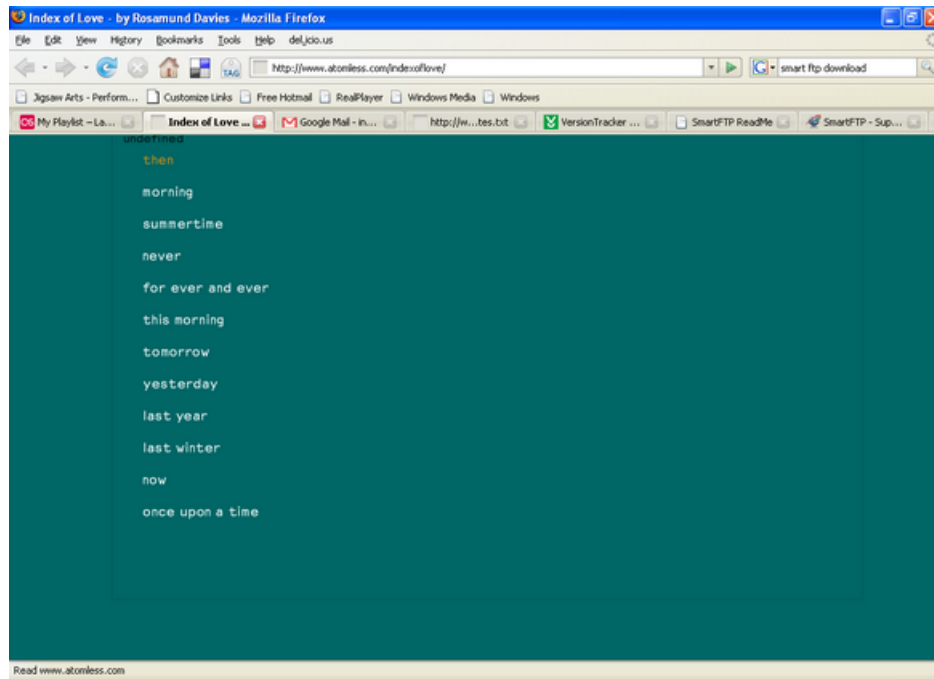 Index of Love - by Rosamund Davies - Mozilla Firefox
File Edit View History Bookmarks Tools Help del.icio.us
TAG http://www.atomless.com/indexoflove/ G smart ftp download
Jigsaw Arts - Perform... Customize Links Free Hotmail RealPlayer Windows Media Windows
My Playlist – La... Index of Love ... Google Mail - in... http://w...tes.txt VersionTracker ... SmartFTP ReadMe SmartFTP - Sup...
undefined
then
morning
summertime
never
for ever and ever
this morning
tomorrow
yesterday
last year
last winter
now
once upon a time
Read www.atomless.com